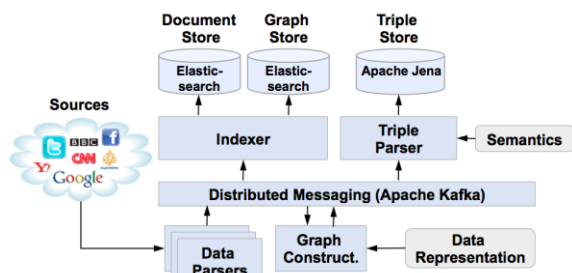 Document
Store
Graph
Store
Triple
Store
Elastic-
search
Elastic-
search
Apache Jena
Sources
BBC
f
CNN
Y!
Google
Indexer
Triple
Parser
Semantics
Distributed Messaging (Apache Kafka)
Data
Parsers
Graph
Construct.
Data
Representation